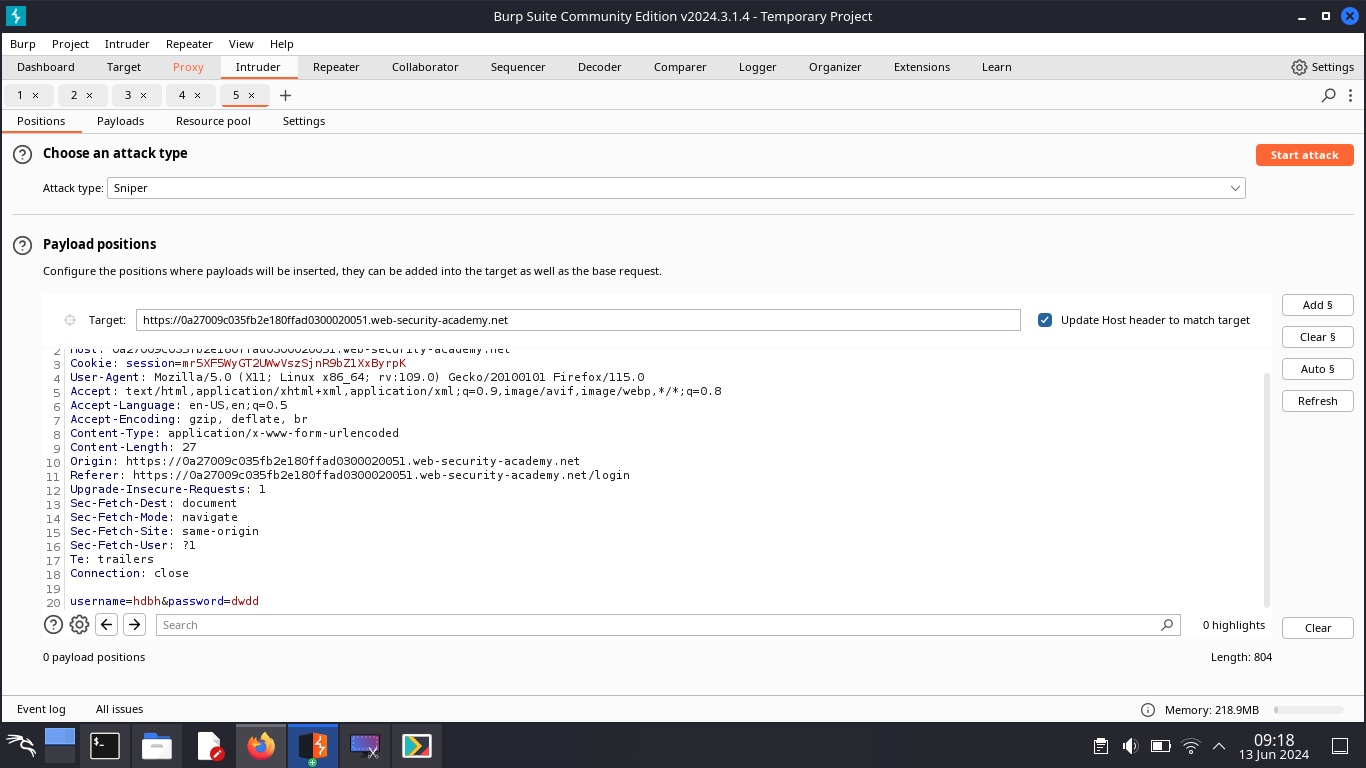 Burp Suite Community Edition v2024.3.1.4 - Temporary Project
Burp Project Intruder Repeater View Help
Dashboard Target Proxy Intruder Repeater Collaborator Sequencer Decoder Comparer Logger Organizer Extensions Learn Settings
1 × 2 × 3 × 4 × 5 × +
Positions Payloads Resource pool Settings
? Choose an attack type
Start attack
Attack type: Sniper
? Payload positions
Configure the positions where payloads will be inserted, they can be added into the target as well as the base request.
Add §
Target: https://0a27009c035fb2e180ffad0300020051.web-security-academy.net Update Host header to match target
Clear §
2 Host: 0a27009c035fb2e180ffad0300020051.web-security-academy.net
3 Cookie: session=mr5XF5WyGT2UWwVszSjnR9bZlXxByrpK
4 User-Agent: Mozilla/5.0 (X11; Linux x86_64; rv:109.0) Gecko/20100101 Firefox/115.0
Auto §
5 Accept: text/html,application/xhtml+xml,application/xml;q=0.9,image/avif,image/webp,*/*;q=0.8
6 Accept-Language: en-US,en;q=0.5
Refresh
7 Accept-Encoding: gzip, deflate, br
8 Content-Type: application/x-www-form-urlencoded
9 Content-Length: 27
10 Origin: https://0a27009c035fb2e180ffad0300020051.web-security-academy.net
11 Referer: https://0a27009c035fb2e180ffad0300020051.web-security-academy.net/login
12 Upgrade-Insecure-Requests: 1
13 Sec-Fetch-Dest: document
14 Sec-Fetch-Mode: navigate
15 Sec-Fetch-Site: same-origin
16 Sec-Fetch-User: ?1
17 Te: trailers
18 Connection: close
19
20 username=hdbh&password=dwdd
? Search 0 highlights
Clear
0 payload positions Length: 804
Event log All issues Memory: 218.9MB
09:18
13 Jun 2024